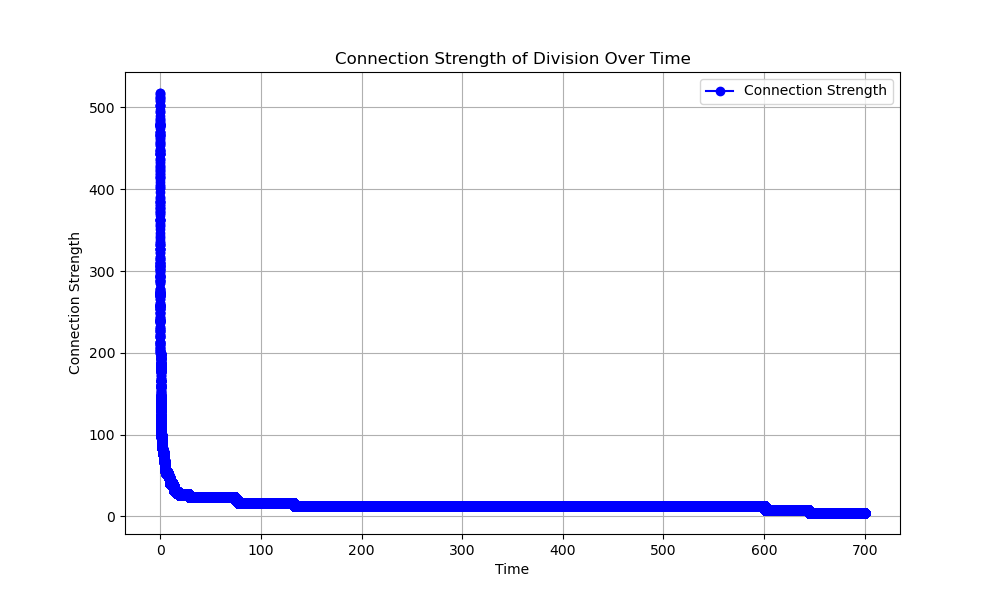 Connection Strength of Division Over Time
Connection Strength
500
400
300
200
100
0
Connection Strength
0 100 200 300 400 500 600 700
Time